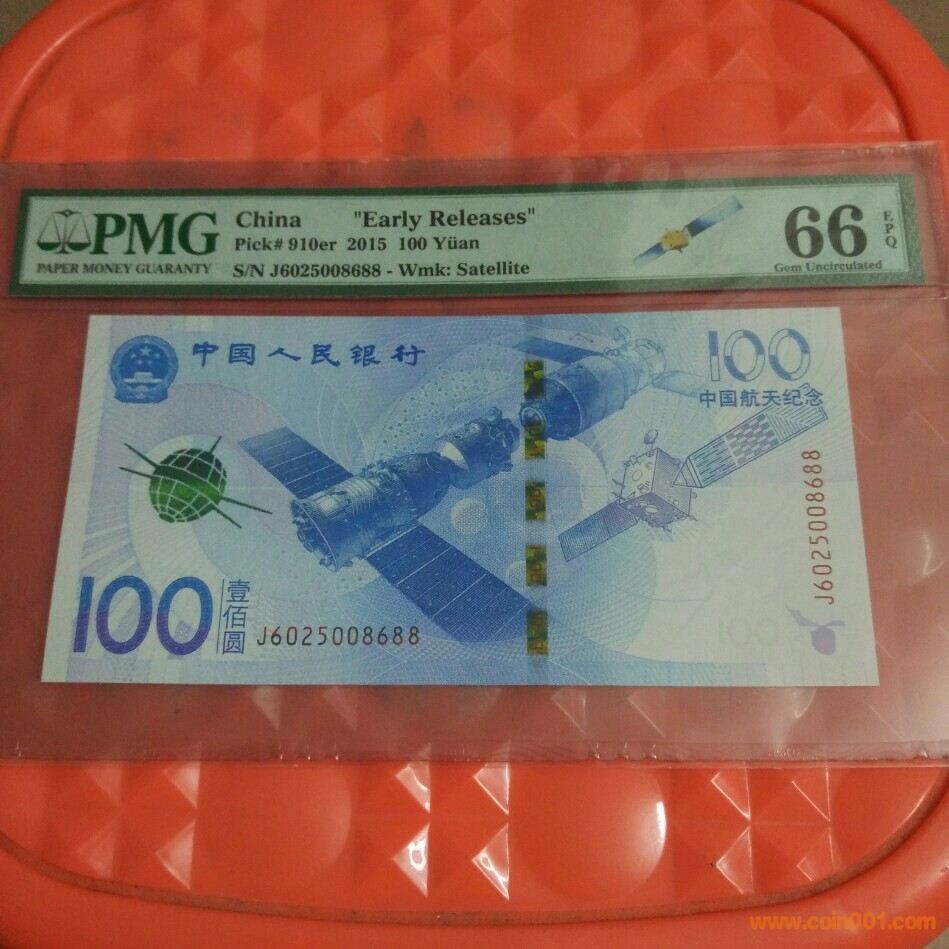 PMG
PAPER MONEY GUARANTY
China "Early Releases"
Pick# 910er 2015 100 Yüan
S/N J6025008688 - Wmk: Satellite
66 EPQ
Gem Uncirculated
中国人民银行
100
中国航天纪念
J6025008688
100
壹佰圆
J6025008688
www.coin001.com